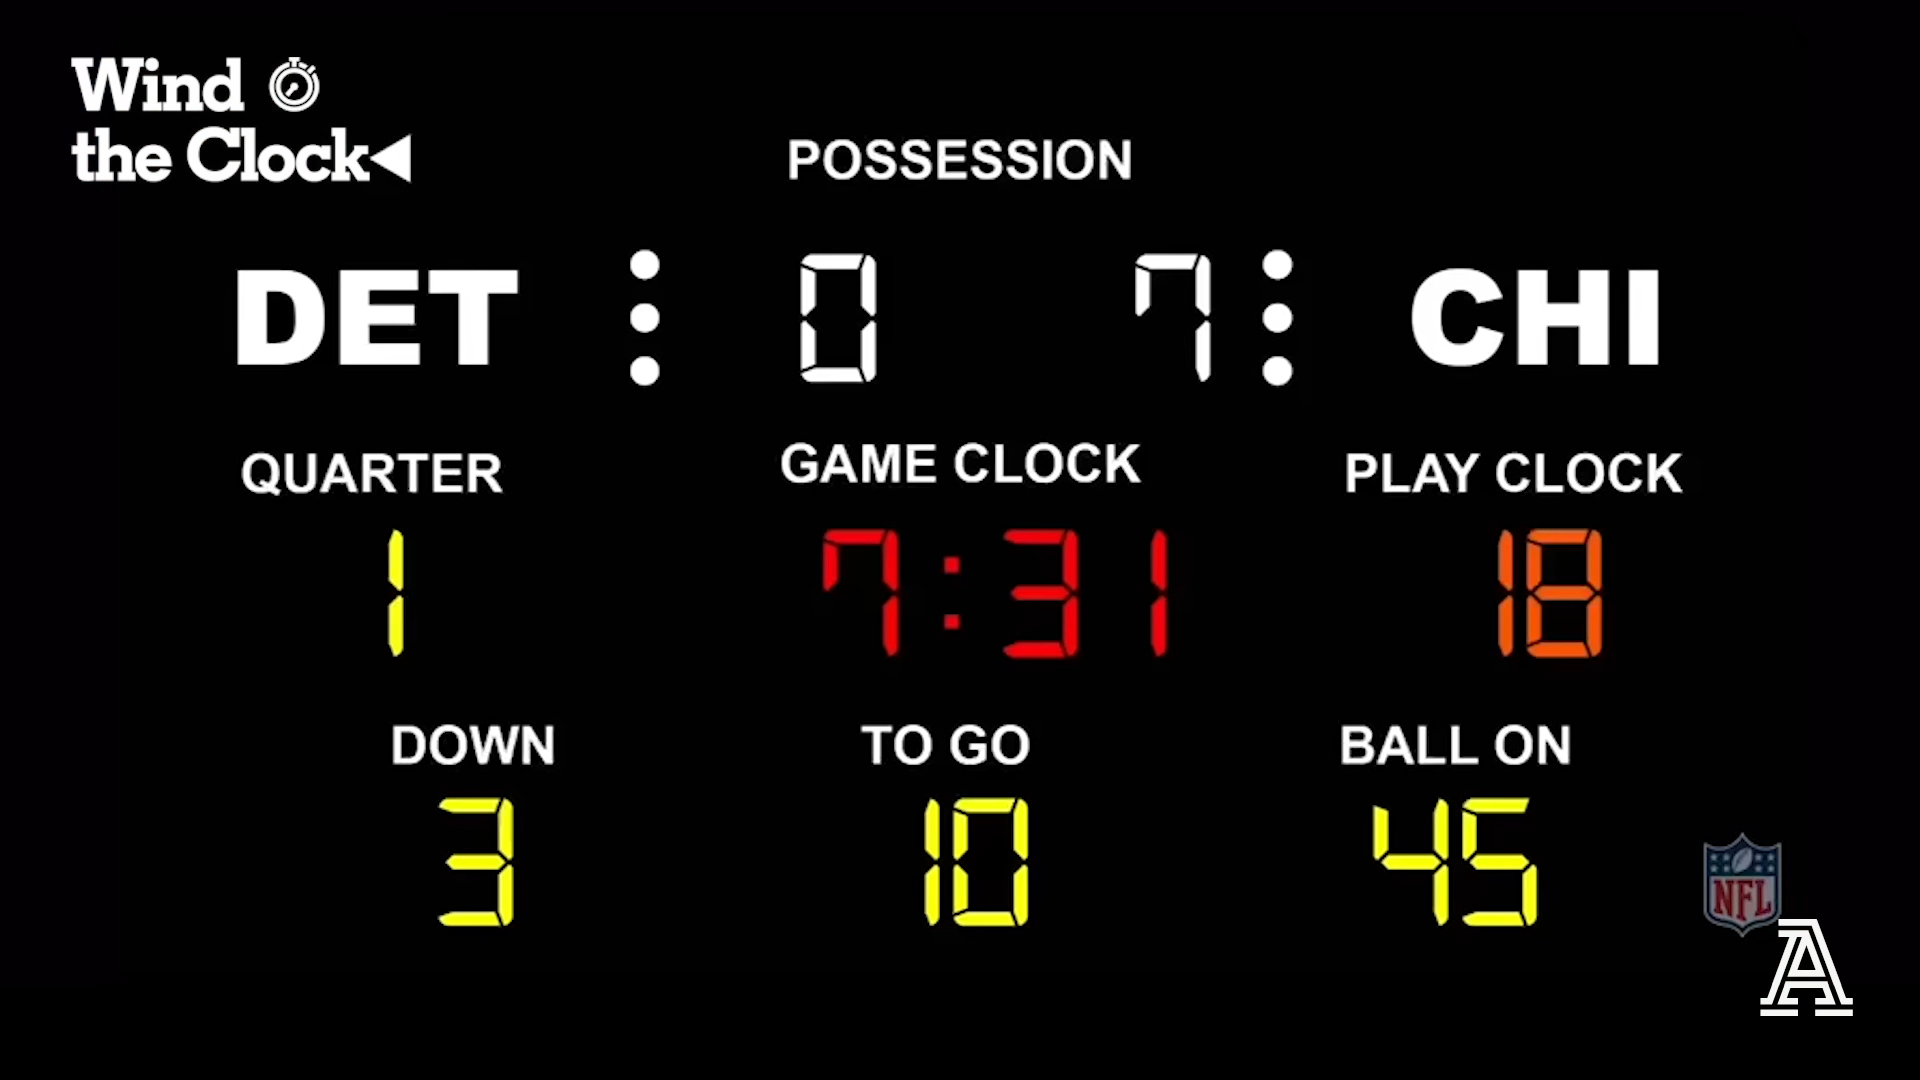 Wind
the Clock
POSSESSION
DET 0 7 CHI
QUARTER GAME CLOCK PLAY CLOCK
1 7:31 18
DOWN TO GO BALL ON
3 10 45
NFL
A